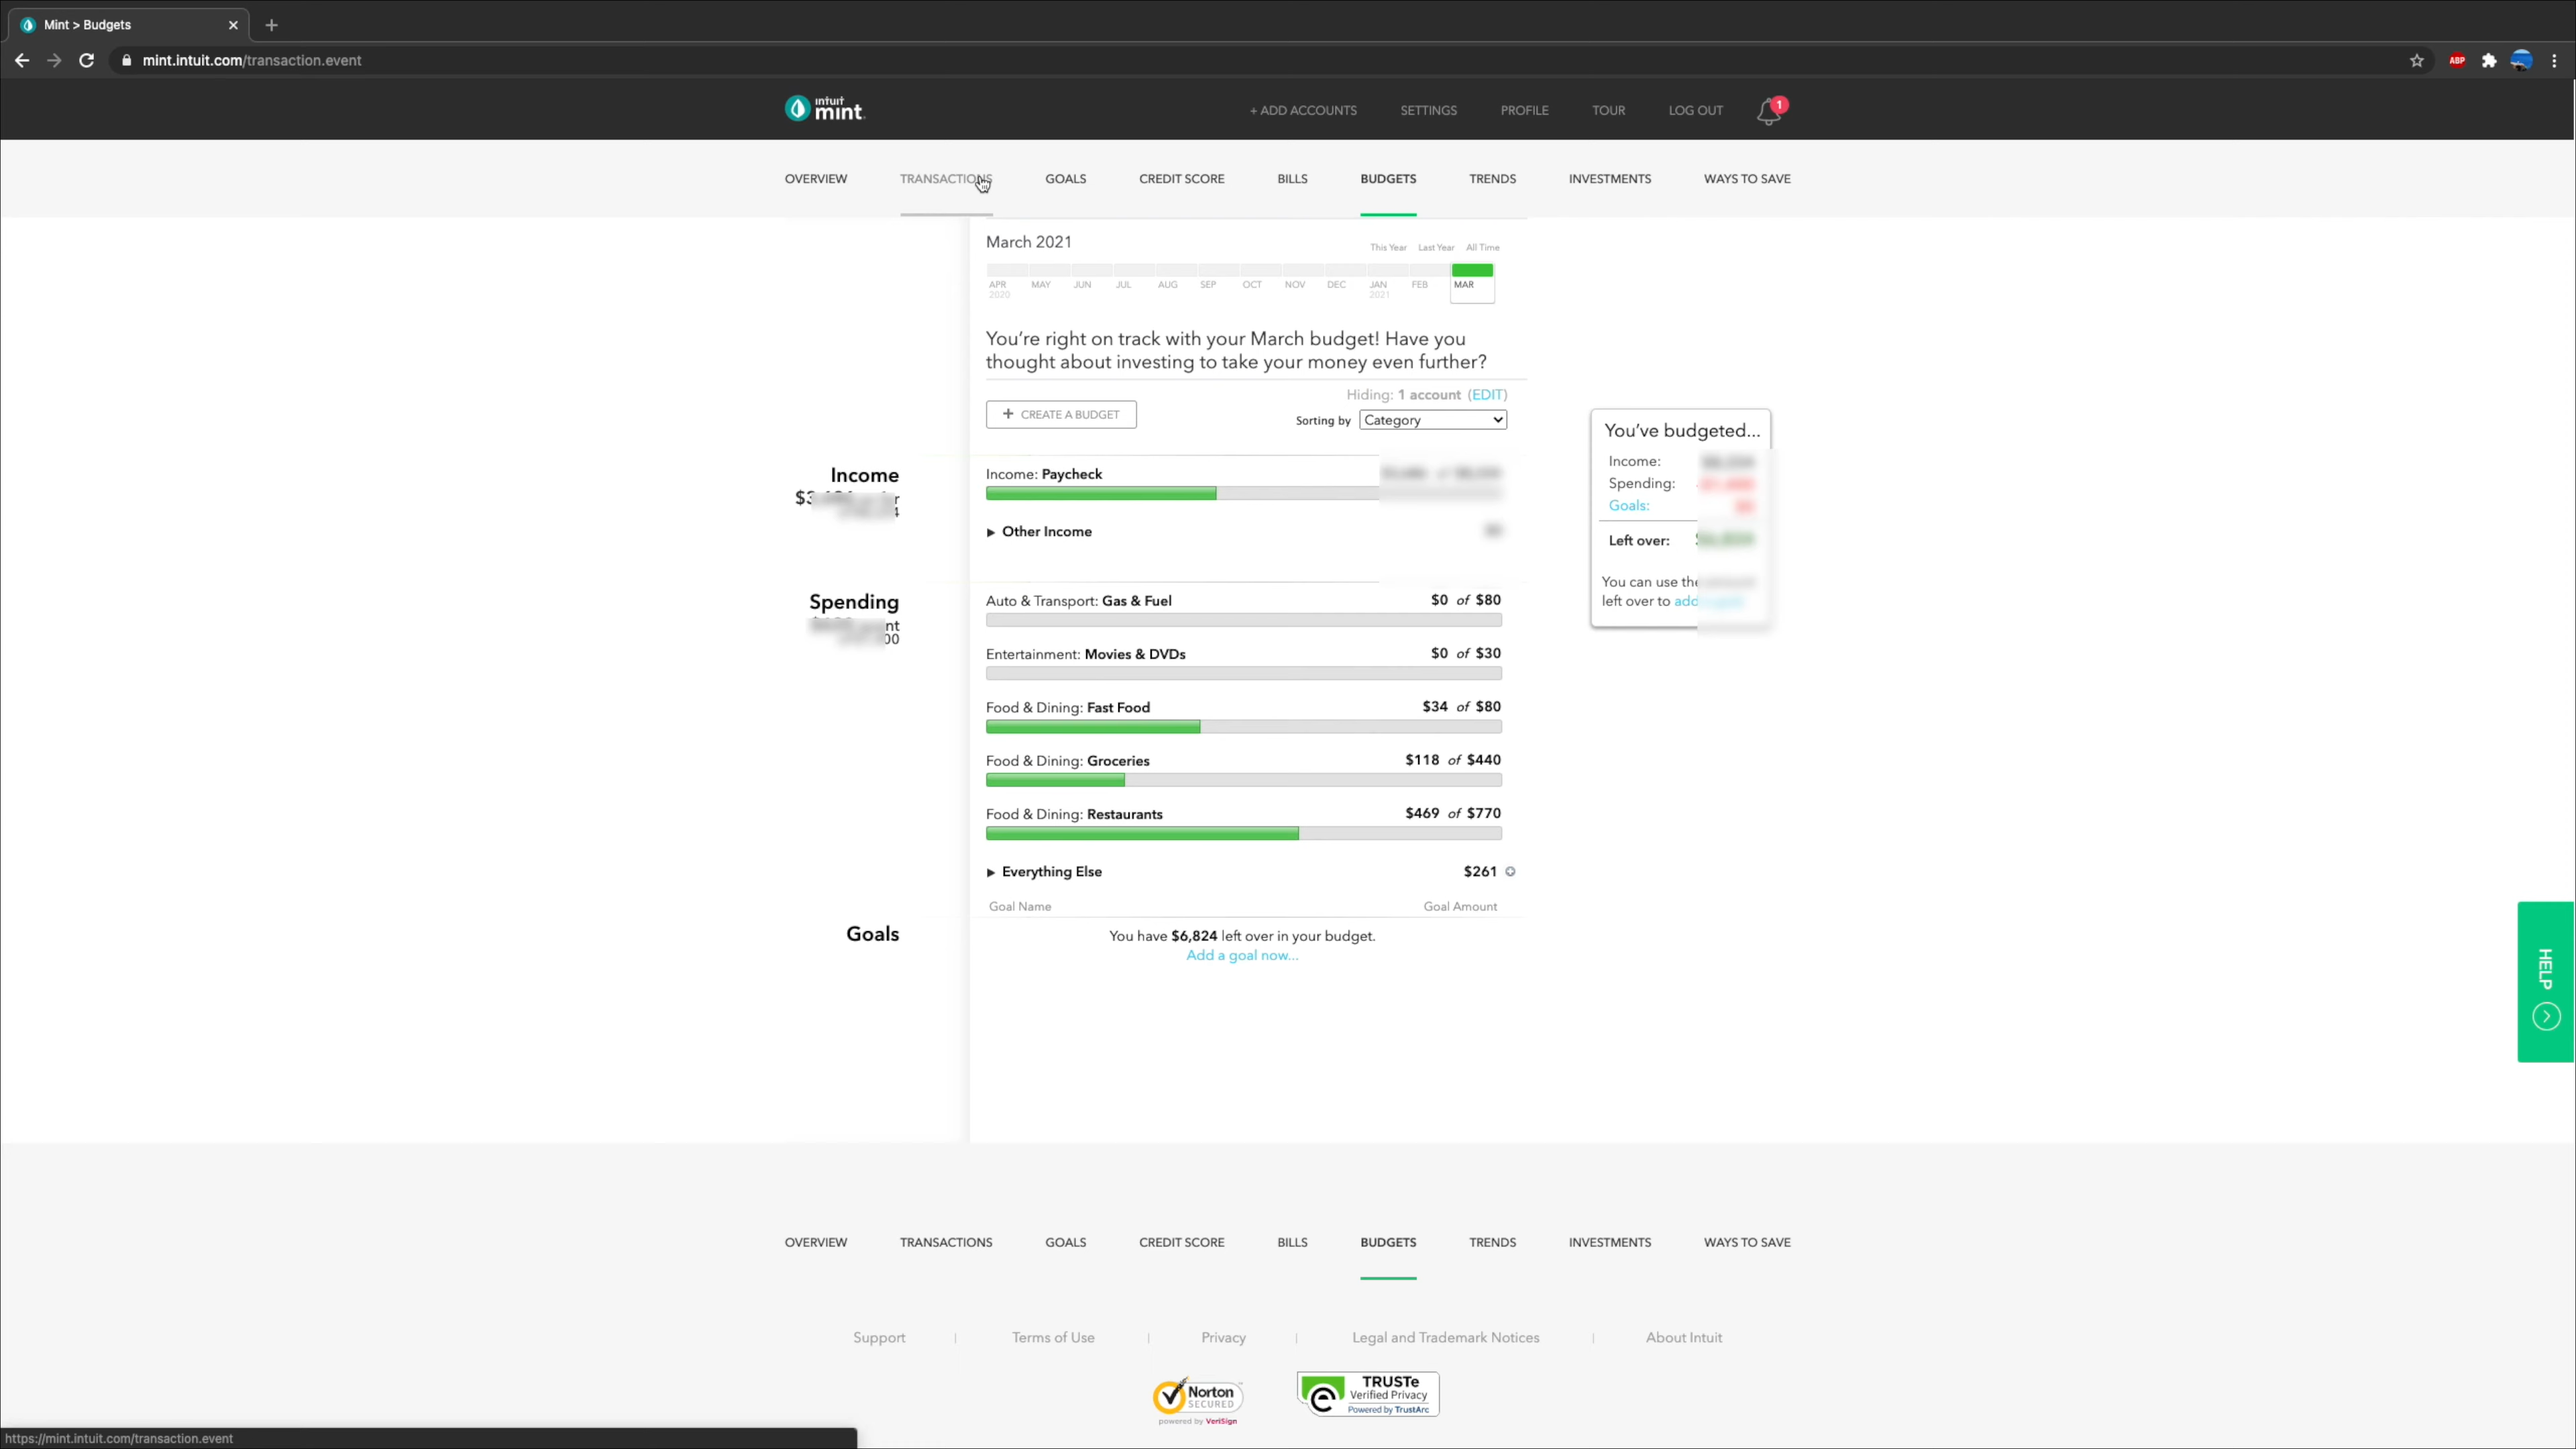 Mint > Budgets
mint.intuit.com/transaction.event
ABP
intuit
mint.
+ ADD ACCOUNTS SETTINGS PROFILE TOUR LOG OUT 1
OVERVIEW TRANSACTIONS GOALS CREDIT SCORE BILLS BUDGETS TRENDS INVESTMENTS WAYS TO SAVE
March 2021
This Year Last Year All Time
APR MAY JUN JUL AUG SEP OCT NOV DEC JAN FEB MAR
2020 2021
You're right on track with your March budget! Have you
thought about investing to take your money even further?
Hiding: 1 account (EDIT)
+ CREATE A BUDGET
Sorting by Category
You've budgeted...
Income:
Spending:
Goals:
Left over:
You can use the
left over to add
Income
Income: Paycheck
Other Income
Spending
Auto & Transport: Gas & Fuel $0 of $80
Entertainment: Movies & DVDs $0 of $30
Food & Dining: Fast Food $34 of $80
Food & Dining: Groceries $118 of $440
Food & Dining: Restaurants $469 of $770
Everything Else $261
Goal Name Goal Amount
Goals
You have $6,824 left over in your budget.
Add a goal now...
HELP
OVERVIEW TRANSACTIONS GOALS CREDIT SCORE BILLS BUDGETS TRENDS INVESTMENTS WAYS TO SAVE
Support | Terms of Use | Privacy | Legal and Trademark Notices | About Intuit
Norton
SECURED
powered by VeriSign
TRUSTe
Verified Privacy
Powered by TrustArc
https://mint.intuit.com/transaction.event